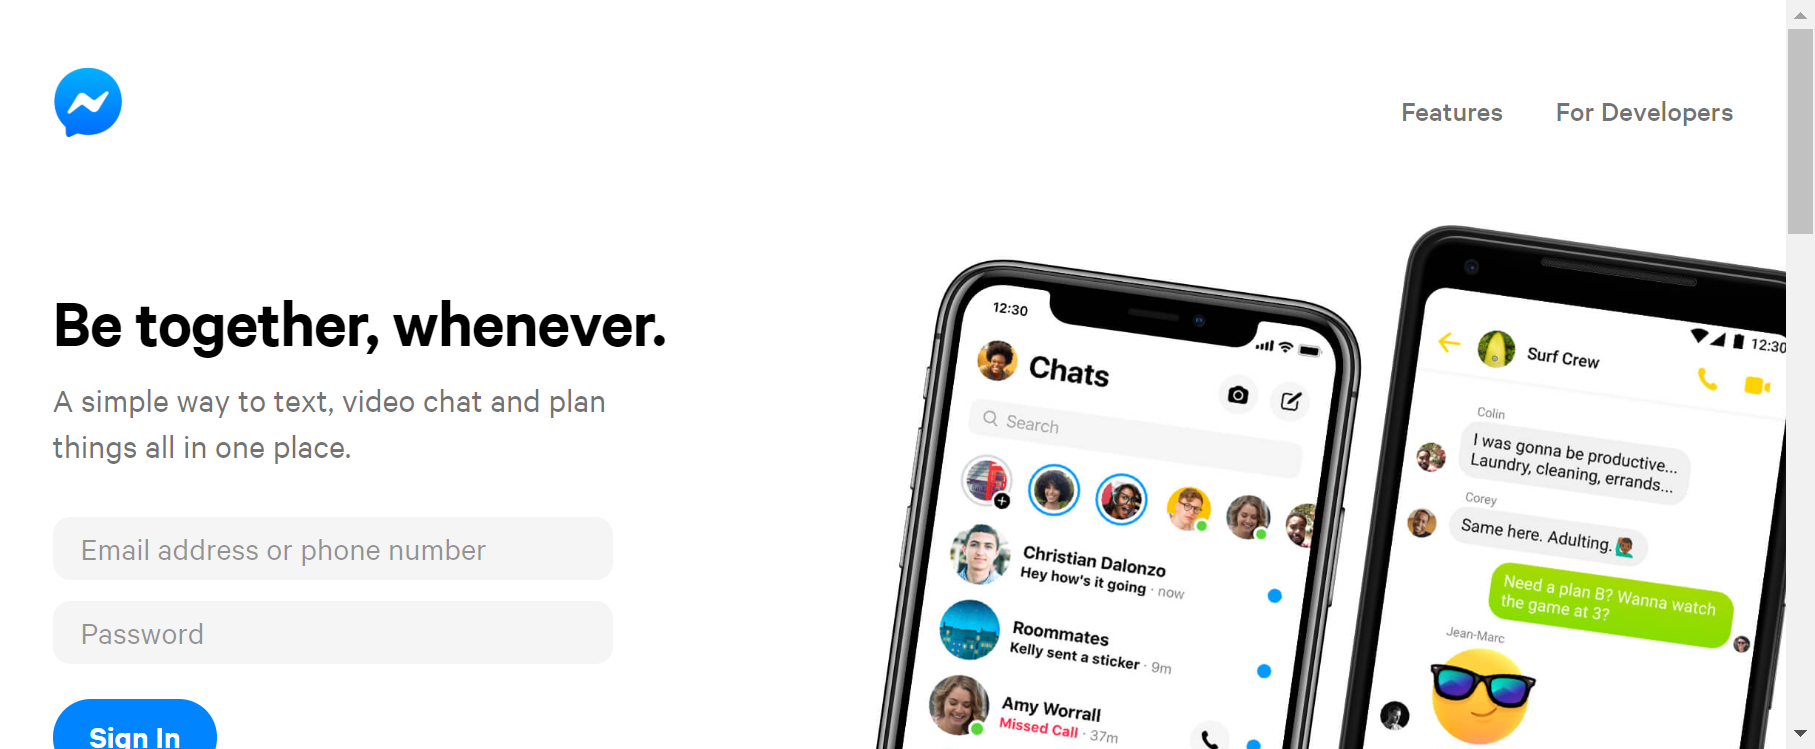 Features
For Developers
Be together, whenever.
A simple way to text, video chat and plan
things all in one place.
Email address or phone number
Password
Sign In
12:30
Chats
Search
Christian Dalonzo
Hey how's it going · now
Roommates
Kelly sent a sticker · 9m
Amy Worrall
Missed Call · 37m
12:30
Surf Crew
Colin
I was gonna be productive...
Laundry, cleaning, errands...
Corey
Same here. Adulting.
Need a plan B? Wanna watch
the game at 3?
Jean-Marc